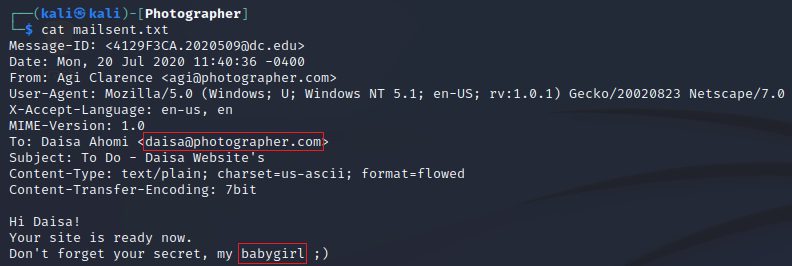 ┌──(kali㉿kali)-[Photographer]
└─$ cat mailsent.txt
Message-ID: <4129F3CA.2020509@dc.edu>
Date: Mon, 20 Jul 2020 11:40:36 -0400
From: Agi Clarence <agi@photographer.com>
User-Agent: Mozilla/5.0 (Windows; U; Windows NT 5.1; en-US; rv:1.0.1) Gecko/20020823 Netscape/7.0
X-Accept-Language: en-us, en
MIME-Version: 1.0
To: Daisa Ahomi <daisa@photographer.com>
Subject: To Do - Daisa Website's
Content-Type: text/plain; charset=us-ascii; format=flowed
Content-Transfer-Encoding: 7bit

Hi Daisa!
Your site is ready now.
Don't forget your secret, my babygirl ;)